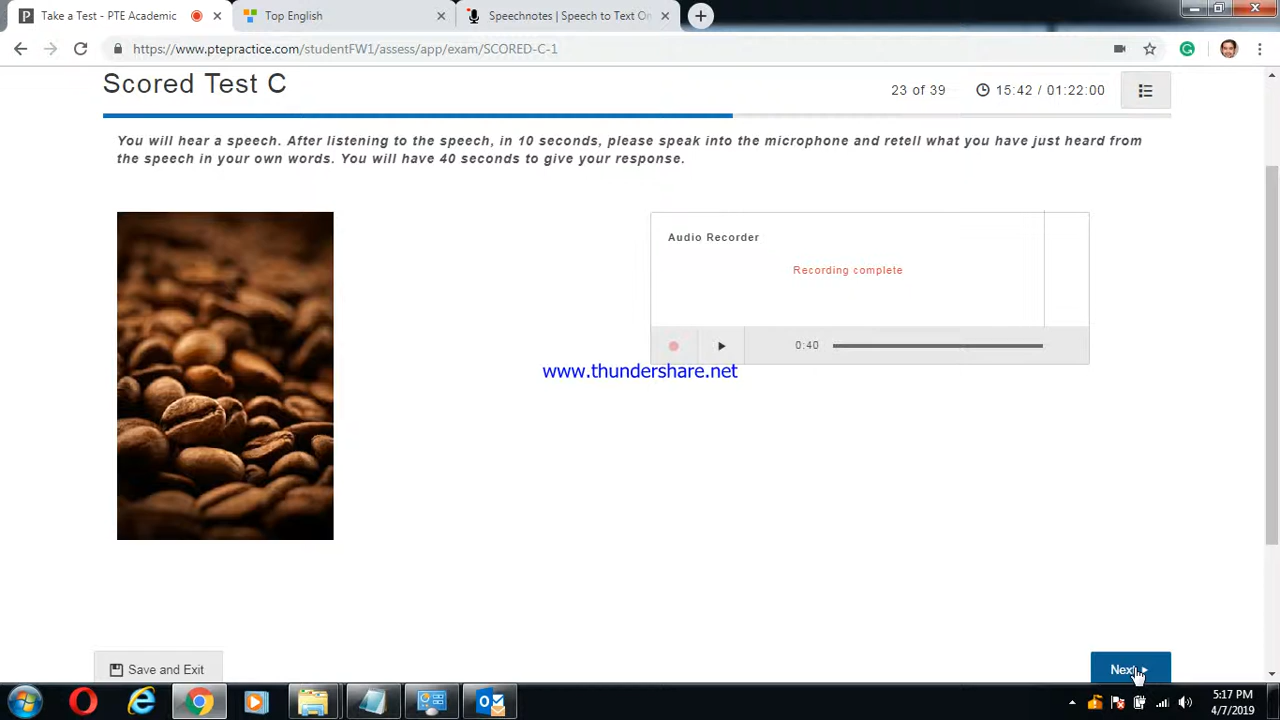 Take a Test - PTE Academic
Top English
Speechnotes | Speech to Text On
https://www.ptepractice.com/studentFW1/assess/app/exam/SCORED-C-1
Scored Test C
23 of 39
15:42 / 01:22:00
You will hear a speech. After listening to the speech, in 10 seconds, please speak into the microphone and retell what you have just heard from
the speech in your own words. You will have 40 seconds to give your response.
Audio Recorder
Recording complete
0:40
www.thundershare.net
Save and Exit
Next
5:17 PM
4/7/2019